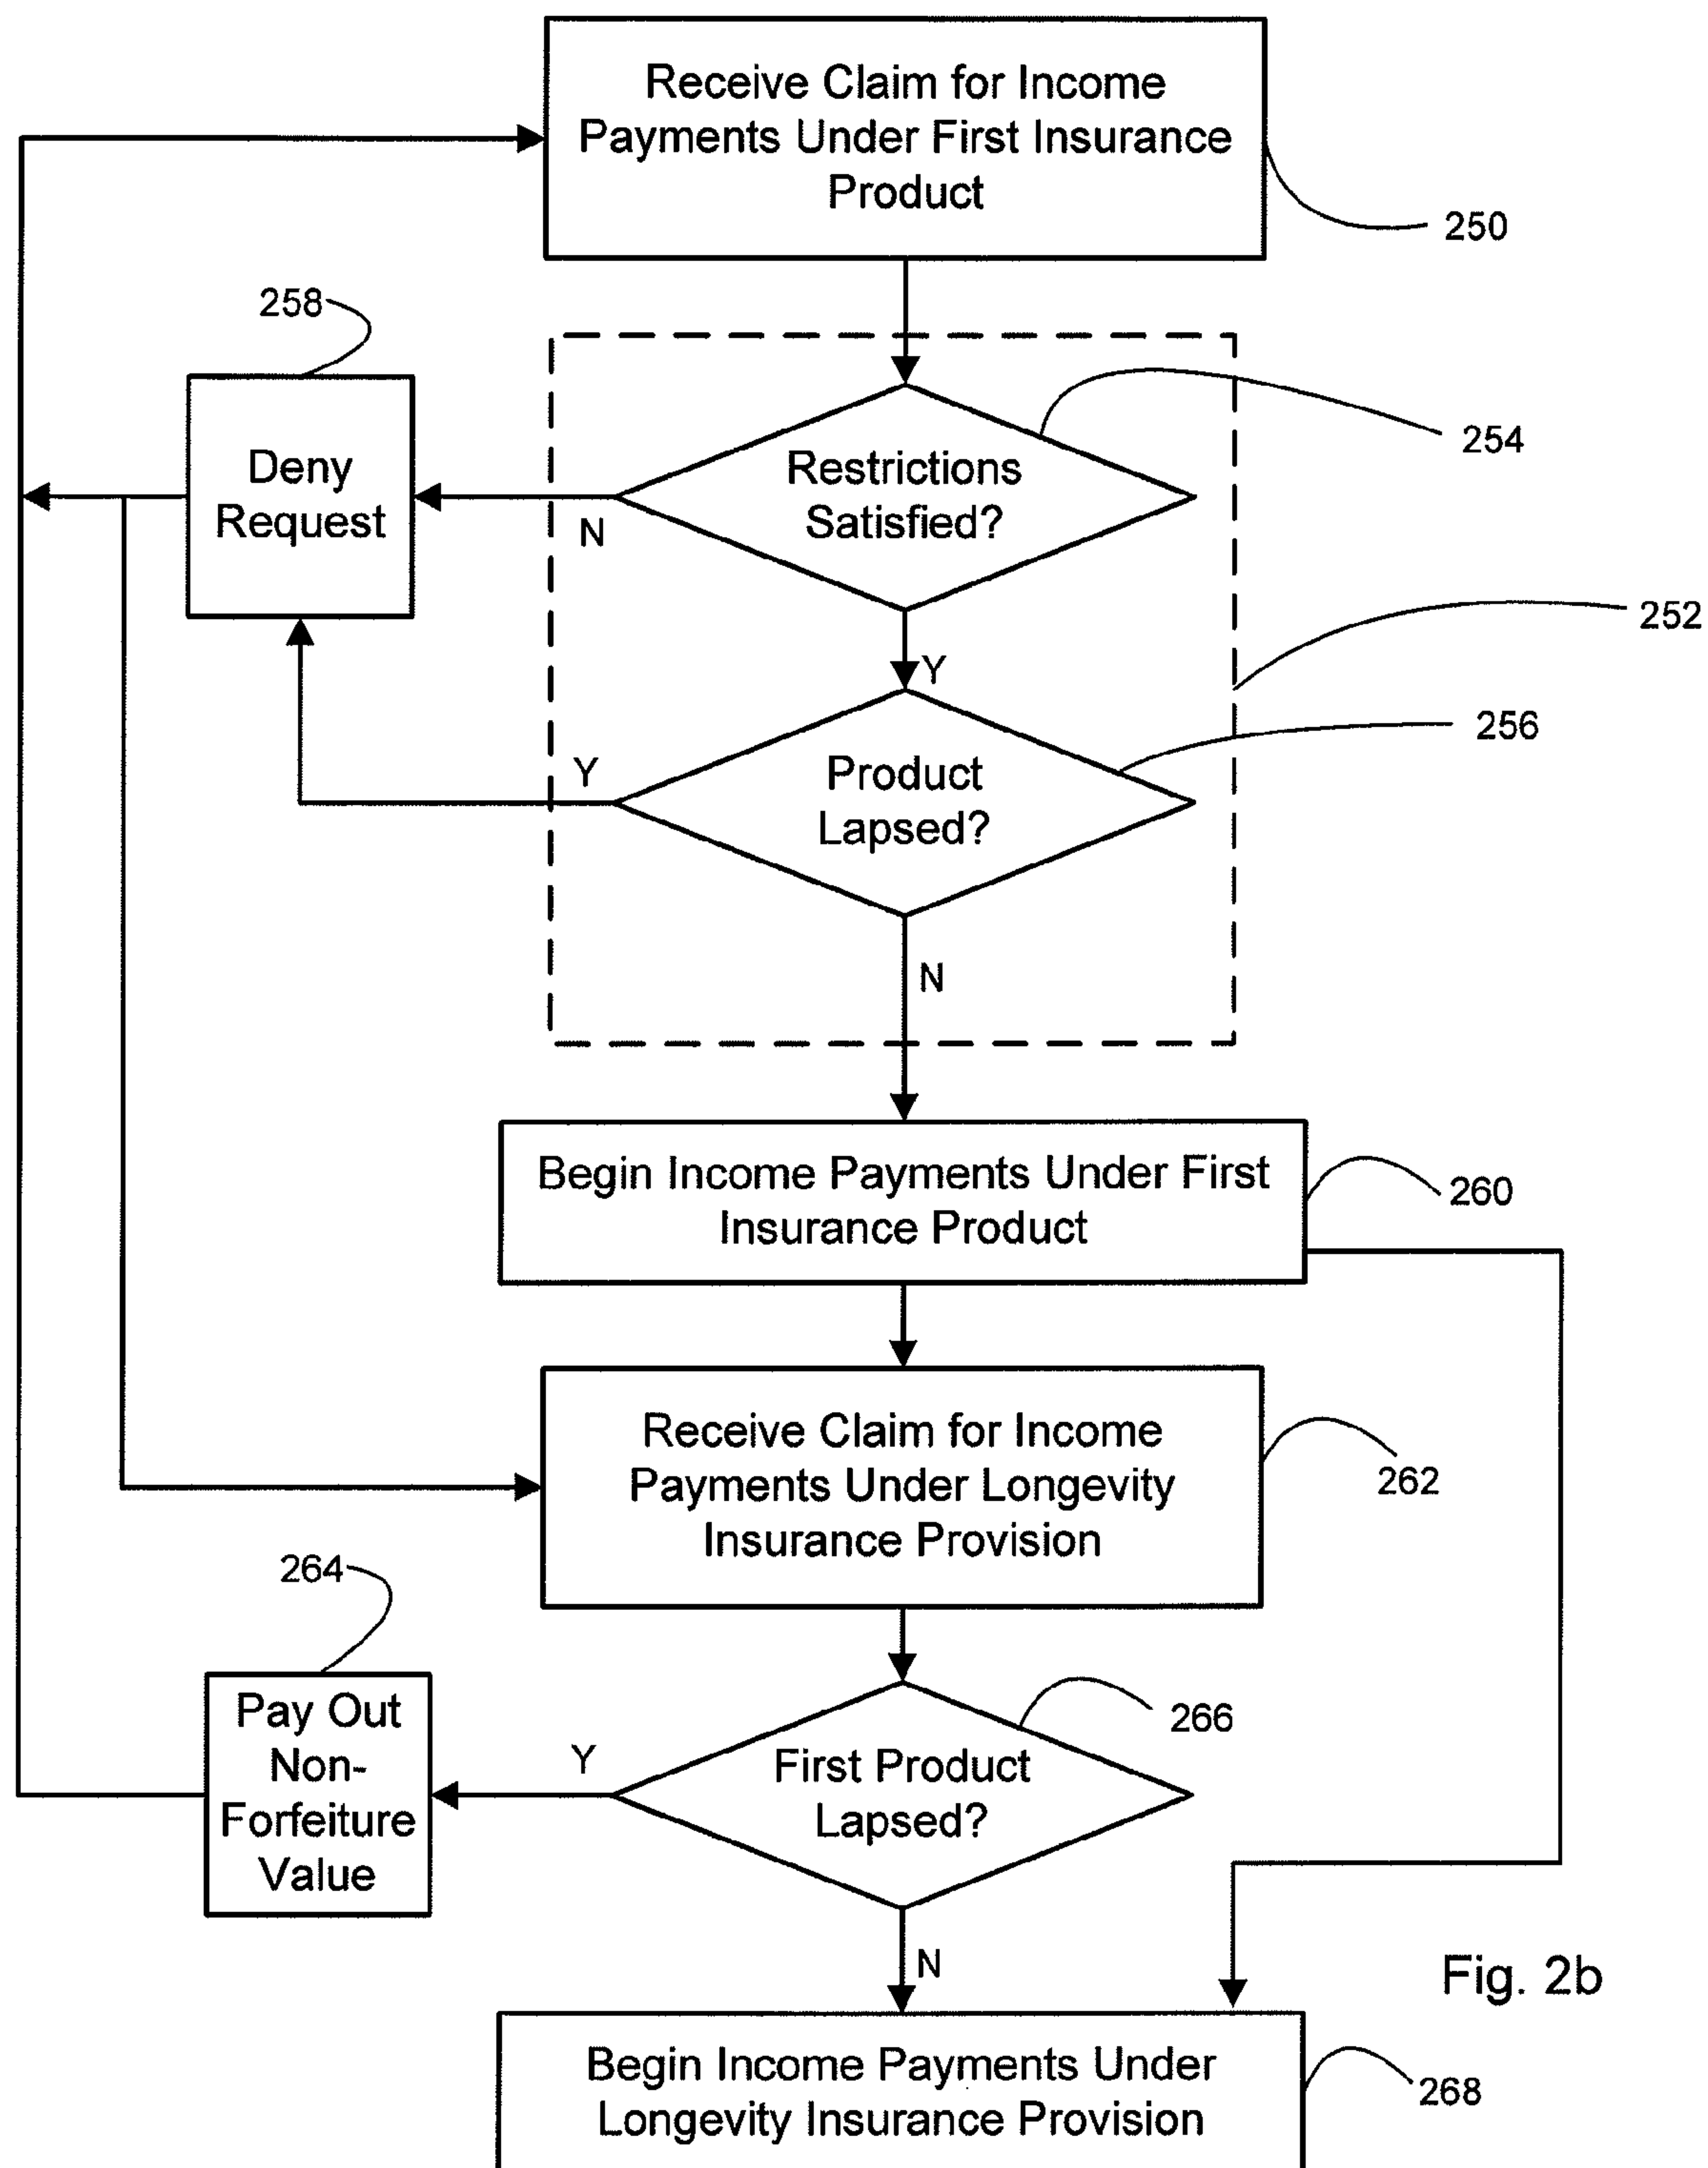 Receive Claim for Income
Payments Under First Insurance
Product
250
258
254
Deny
Request
Restrictions
Satisfied?
N
252
Y
256
Y
Product
Lapsed?
N
Begin Income Payments Under First
Insurance Product
260
Receive Claim for Income
Payments Under Longevity
Insurance Provision
262
264
266
Pay Out
Non-
Forfeiture
Value
Y
First Product
Lapsed?
N
Fig. 2b
Begin Income Payments Under
Longevity Insurance Provision
268